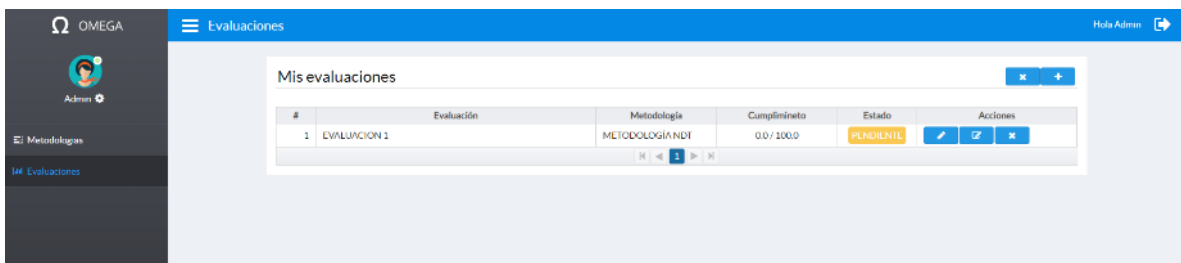 Ω OMEGA
Evaluaciones
Hola Admin
Admin
Metodologías
Evaluaciones
Mis evaluaciones
# Evaluación Metodología Cumplimineto Estado Acciones
1 EVALUACION 1 METODOLOGÍA NDT 0.0 / 100.0 PENDIENTE
1